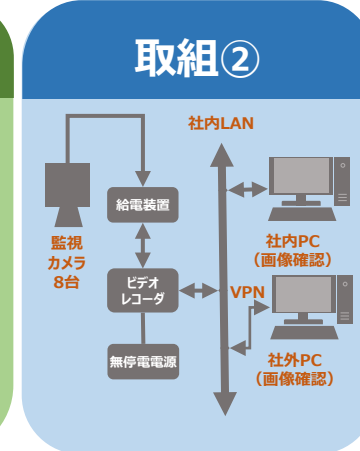 取組②
社内LAN
給電装置
監視
カメラ
8台
社内PC
（画像確認）
ビデオ
レコーダ
VPN
無停電電源
社外PC
（画像確認）